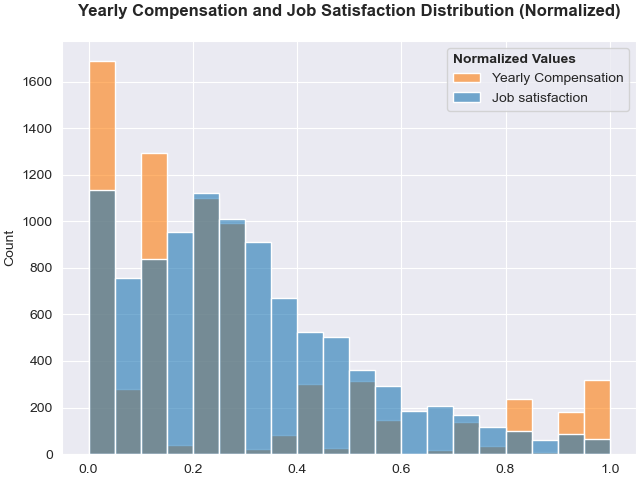 Yearly Compensation and Job Satisfaction Distribution (Normalized)
Normalized Values
Yearly Compensation
Job satisfaction
Count
1600
1400
1200
1000
800
600
400
200
0
0.0 0.2 0.4 0.6 0.8 1.0